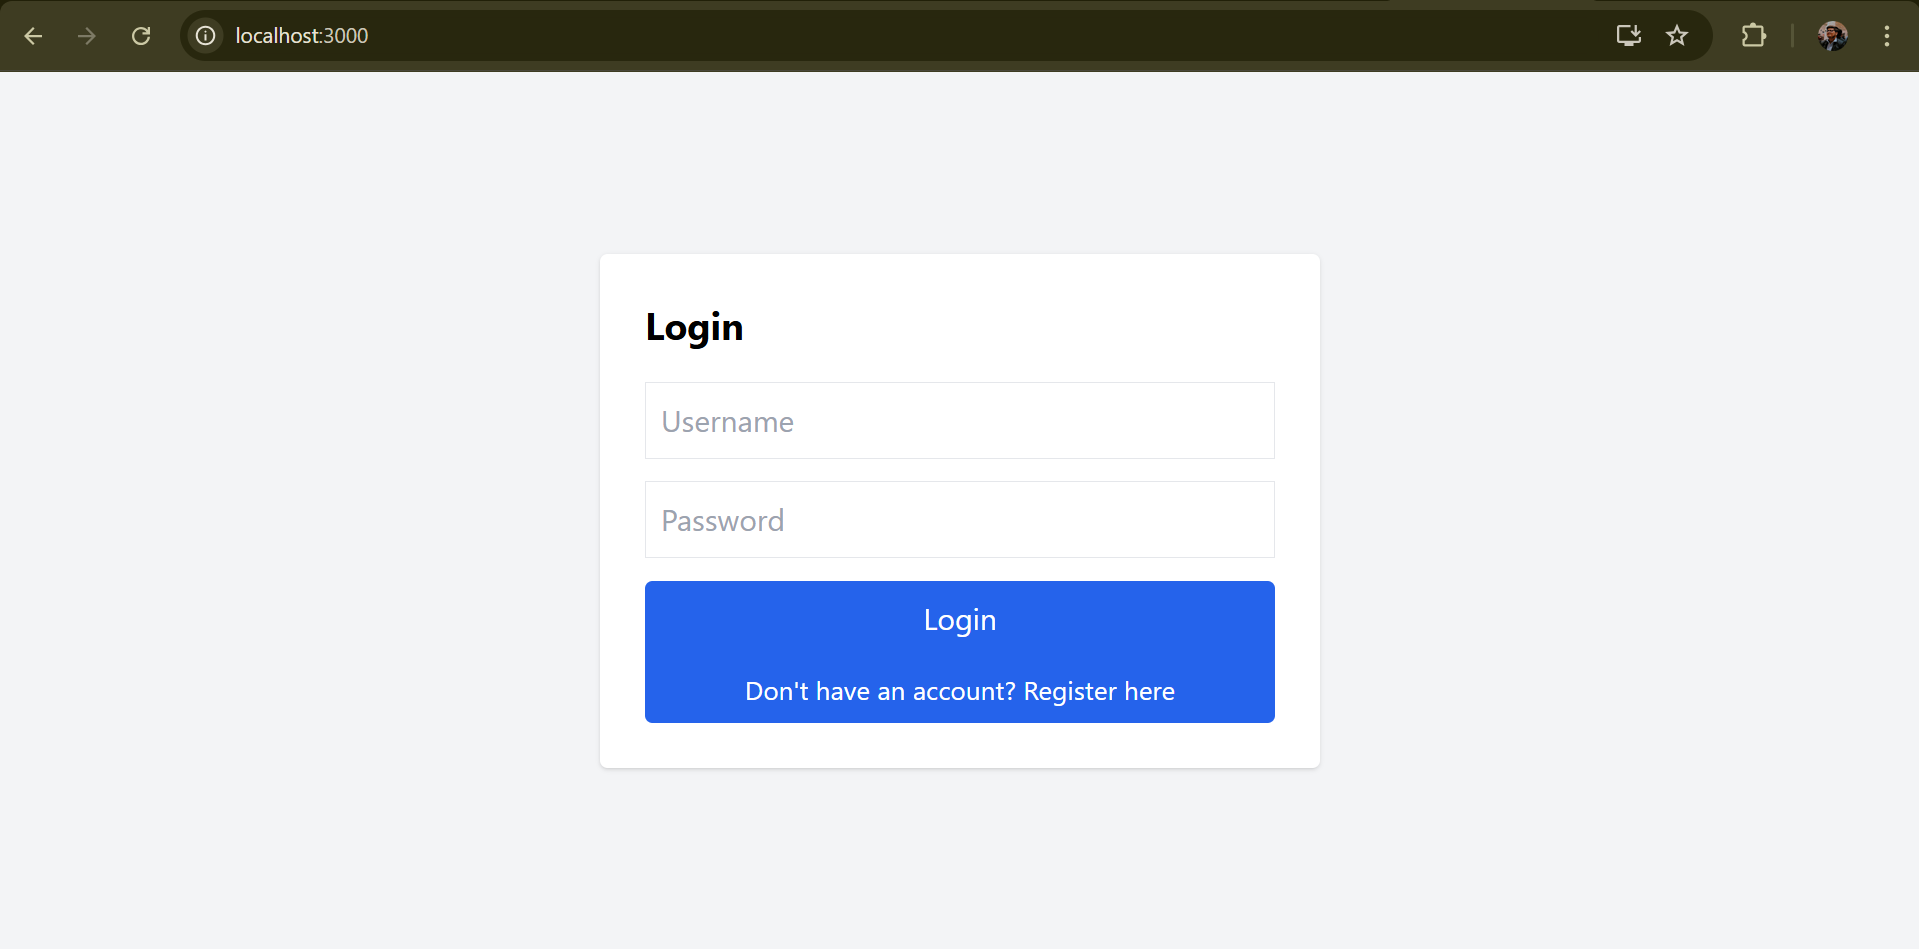 localhost:3000
Login
Username
Password
Login
Don't have an account? Register here